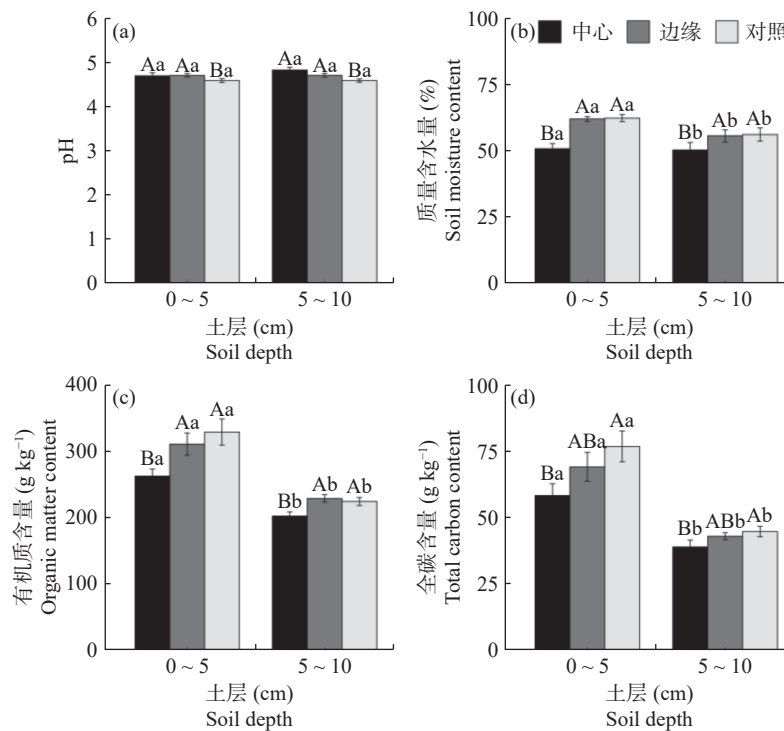 (a)
6
5
4
3
2
1
0
pH
Aa Aa Ba
Aa Aa Ba
0 ~ 5
5 ~ 10
土层 (cm)
Soil depth
(b)
中心 边缘 对照
100
75
50
25
0
质量含水量 (%)
Soil moisture content
Ba Aa Aa
Bb Ab Ab
0 ~ 5
5 ~ 10
土层 (cm)
Soil depth
(c)
400
300
200
100
0
有机质含量 (g kg⁻¹)
Organic matter content
Ba Aa Aa
Bb Ab Ab
0 ~ 5
5 ~ 10
土层 (cm)
Soil depth
(d)
100
75
50
25
0
全碳含量 (g kg⁻¹)
Total carbon content
Ba ABa Aa
Bb ABb Ab
0 ~ 5
5 ~ 10
土层 (cm)
Soil depth